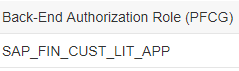 Back-End Authorization Role (PFCG)
SAP_FIN_CUST_LIT_APP